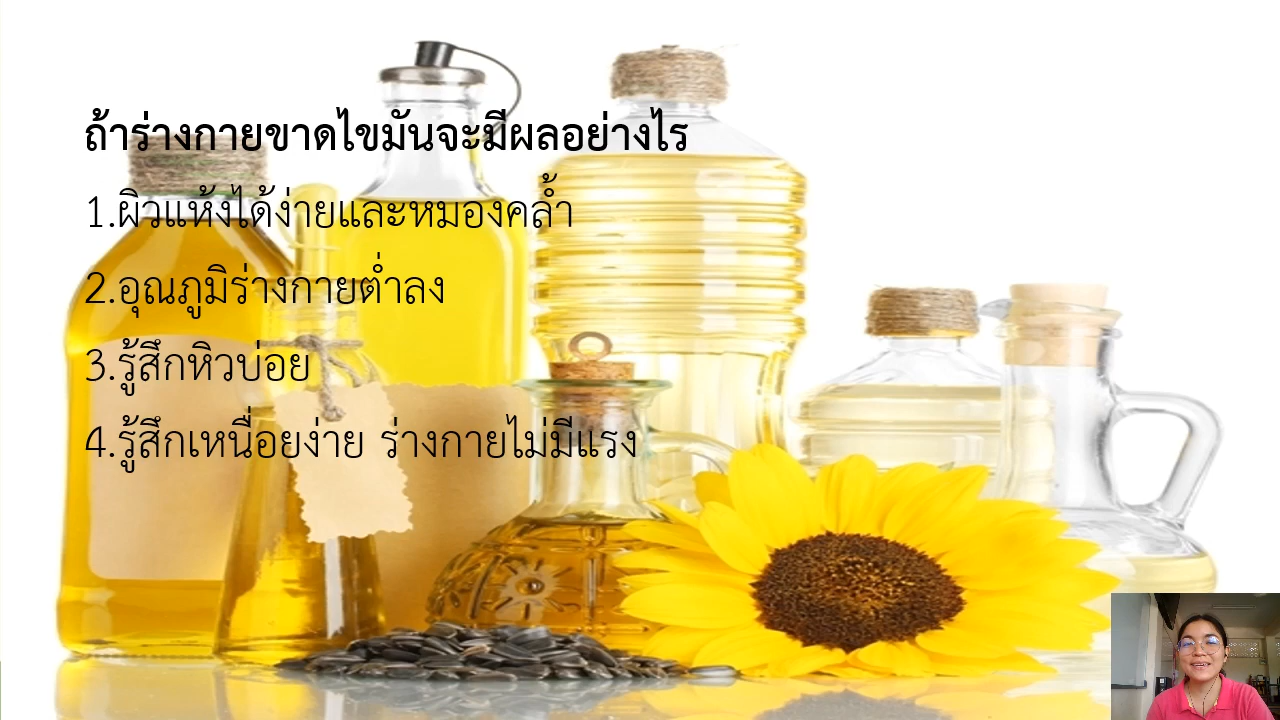 ถ้าร่างกายขาดไขมันจะมีผลอย่างไร
1.ผิวแห้งได้ง่ายและหมองคล้ำ
2.อุณภูมิร่างกายต่ำลง
3.รู้สึกหิวบ่อย
4.รู้สึกเหนื่อยง่าย ร่างกายไม่มีแรง